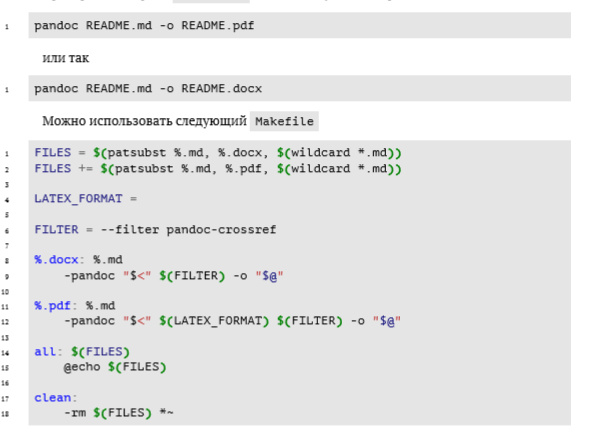 1 pandoc README.md -o README.pdf
или так
1 pandoc README.md -o README.docx
Можно использовать следующий Makefile
1 FILES = $(patsubst %.md, %.docx, $(wildcard *.md))
2 FILES += $(patsubst %.md, %.pdf, $(wildcard *.md))
3
4 LATEX_FORMAT =
5
6 FILTER = --filter pandoc-crossref
7
8 %.docx: %.md
9 -pandoc "$<" $(FILTER) -o "$@"
10
11 %.pdf: %.md
12 -pandoc "$<" $(LATEX_FORMAT) $(FILTER) -o "$@"
13
14 all: $(FILES)
15 @echo $(FILES)
16
17 clean:
18 -rm $(FILES) *~